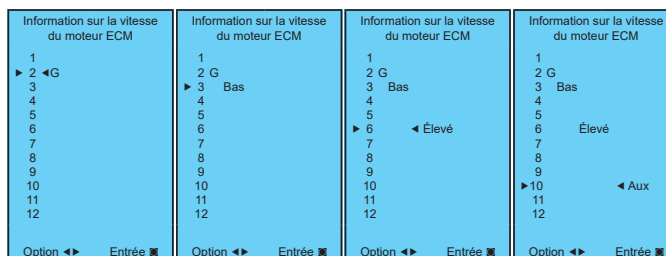 Information sur la vitesse
du moteur ECM
1
▶ 2 ◀G
3
4
5
6
7
8
9
10
11
12
Option ◀▶ Entrée ◙
Information sur la vitesse
du moteur ECM
1
2 G
▶ 3 Bas
4
5
6
7
8
9
10
11
12
Option ◀▶ Entrée ◙
Information sur la vitesse
du moteur ECM
1
2 G
3 Bas
4
5
▶ 6 ◀ Élevé
7
8
9
10
11
12
Option ◀▶ Entrée ◙
Information sur la vitesse
du moteur ECM
1
2 G
3 Bas
4
5
6 Élevé
7
8
9
▶10 ◀ Aux
11
12
Option ◀▶ Entrée ◙